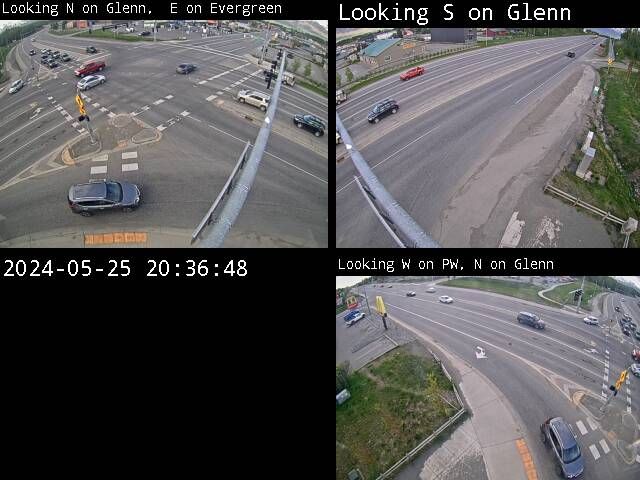 Looking N on Glenn,  E on Evergreen
Looking S on Glenn
2024-05-25 20:36:48
Looking W on PW, N on Glenn